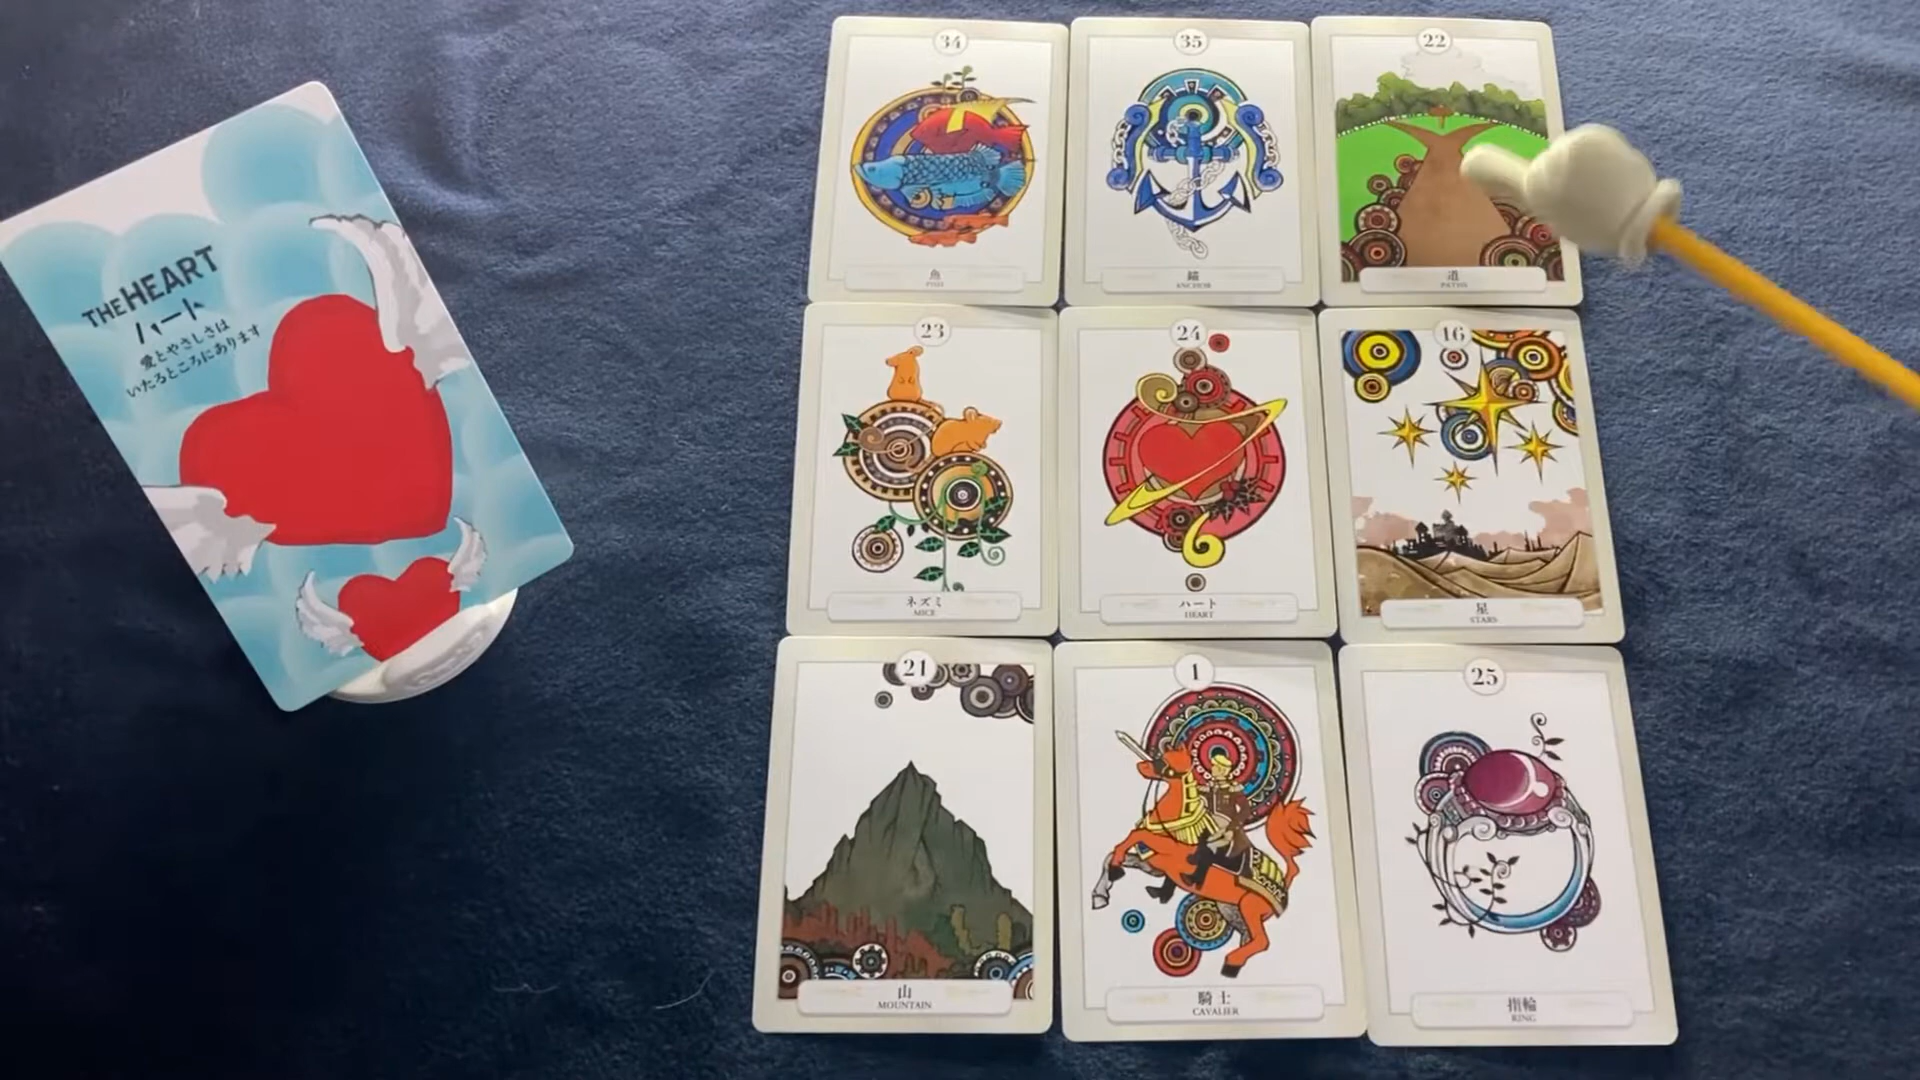 THE HEART
ハート
愛とやさしさは
いたるところにあります
34
魚
FISH
35
錨
ANCHOR
22
道
PATHS
23
ネズミ
MICE
24
ハート
HEART
16
星
STARS
21
山
MOUNTAIN
1
騎士
CAVALIER
25
指輪
RING